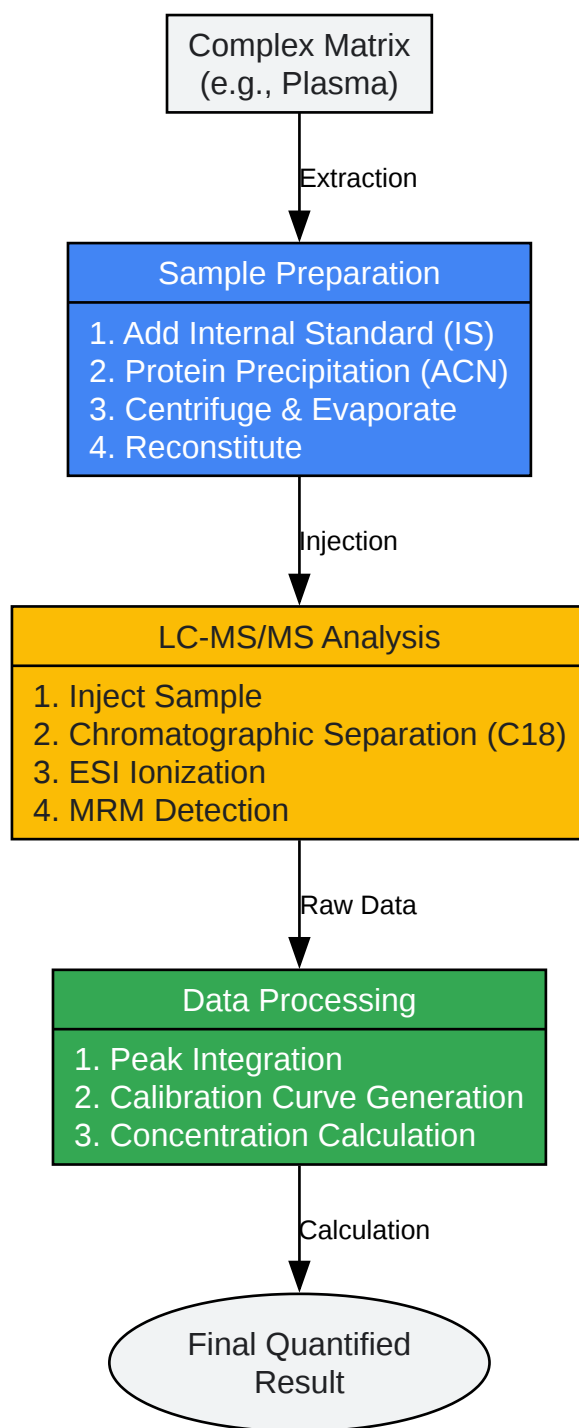 Complex Matrix
(e.g., Plasma)
Extraction
Sample Preparation
1. Add Internal Standard (IS)
2. Protein Precipitation (ACN)
3. Centrifuge & Evaporate
4. Reconstitute
Injection
LC-MS/MS Analysis
1. Inject Sample
2. Chromatographic Separation (C18)
3. ESI Ionization
4. MRM Detection
Raw Data
Data Processing
1. Peak Integration
2. Calibration Curve Generation
3. Concentration Calculation
Calculation
Final Quantified
Result